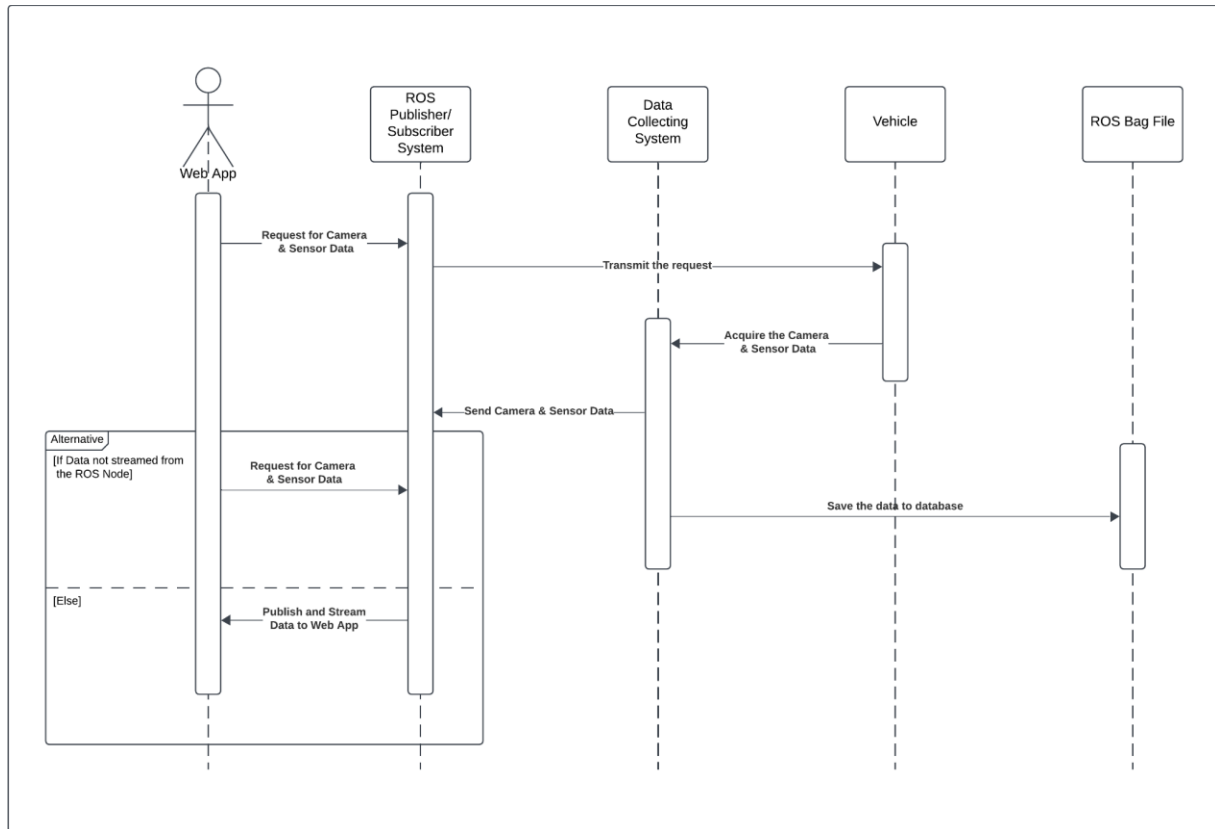 Web App
ROS
Publisher/
Subscriber
System
Data
Collecting
System
Vehicle
ROS Bag File
Request for Camera
& Sensor Data
Transmit the request
Acquire the Camera
& Sensor Data
Send Camera & Sensor Data
Alternative
[If Data not streamed from
the ROS Node]
Request for Camera
& Sensor Data
Save the data to database
[Else]
Publish and Stream
Data to Web App